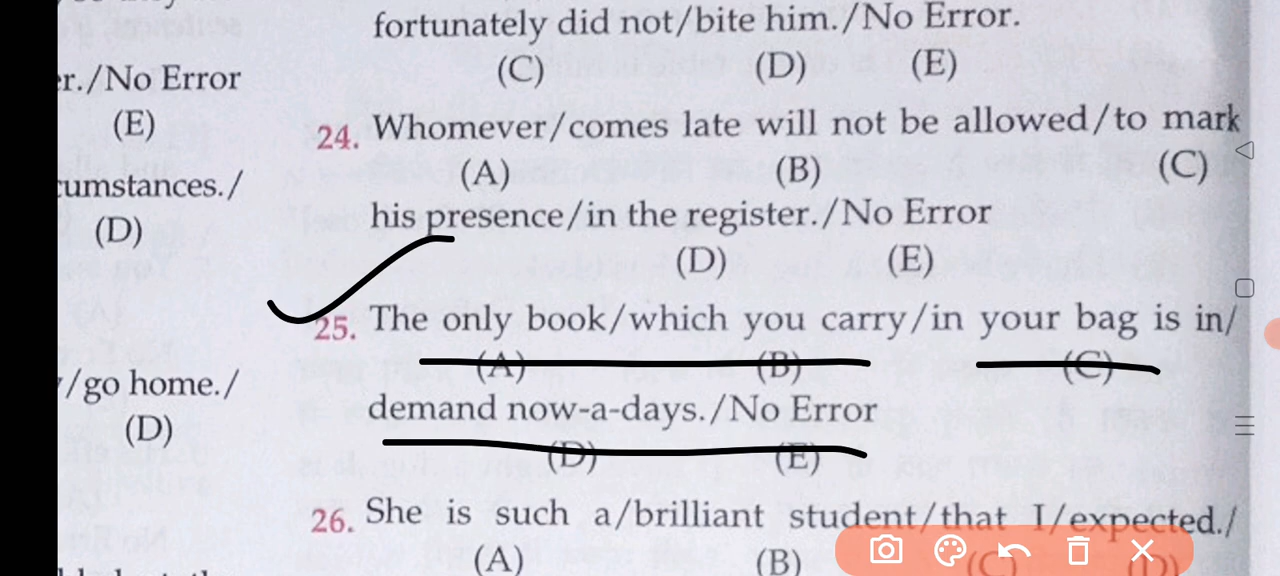 fortunately did not/bite him./No Error.
(C) (D) (E)
er./No Error
(E)
24. Whomever/comes late will not be allowed/to mark
(A) (B) (C)
cumstances./
his presence/in the register./No Error
(D)
(D) (E)
25. The only book/which you carry/in your bag is in/
(A) (B) (C)
/go home./
demand now-a-days./No Error
(D)
(D) (E)
26. She is such a/brilliant student/that I/expected./
(A) (B) (C) (D)